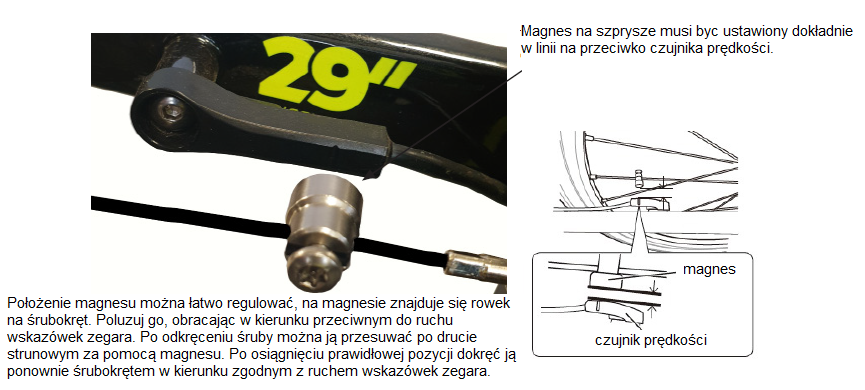 Magnes na szprysze musi byc ustawiony dokładnie
w linii na przeciwko czujnika prędkości.
29"
magnes
czujnik prędkości
Położenie magnesu można łatwo regulować, na magnesie znajduje się rowek
na śrubokręt. Poluzuj go, obracając w kierunku przeciwnym do ruchu
wskazówek zegara. Po odkręceniu śruby można ją przesuwać po drucie
strunowym za pomocą magnesu. Po osiągnięciu prawidłowej pozycji dokręć ją
ponownie śrubokrętem w kierunku zgodnym z ruchem wskazówek zegara.